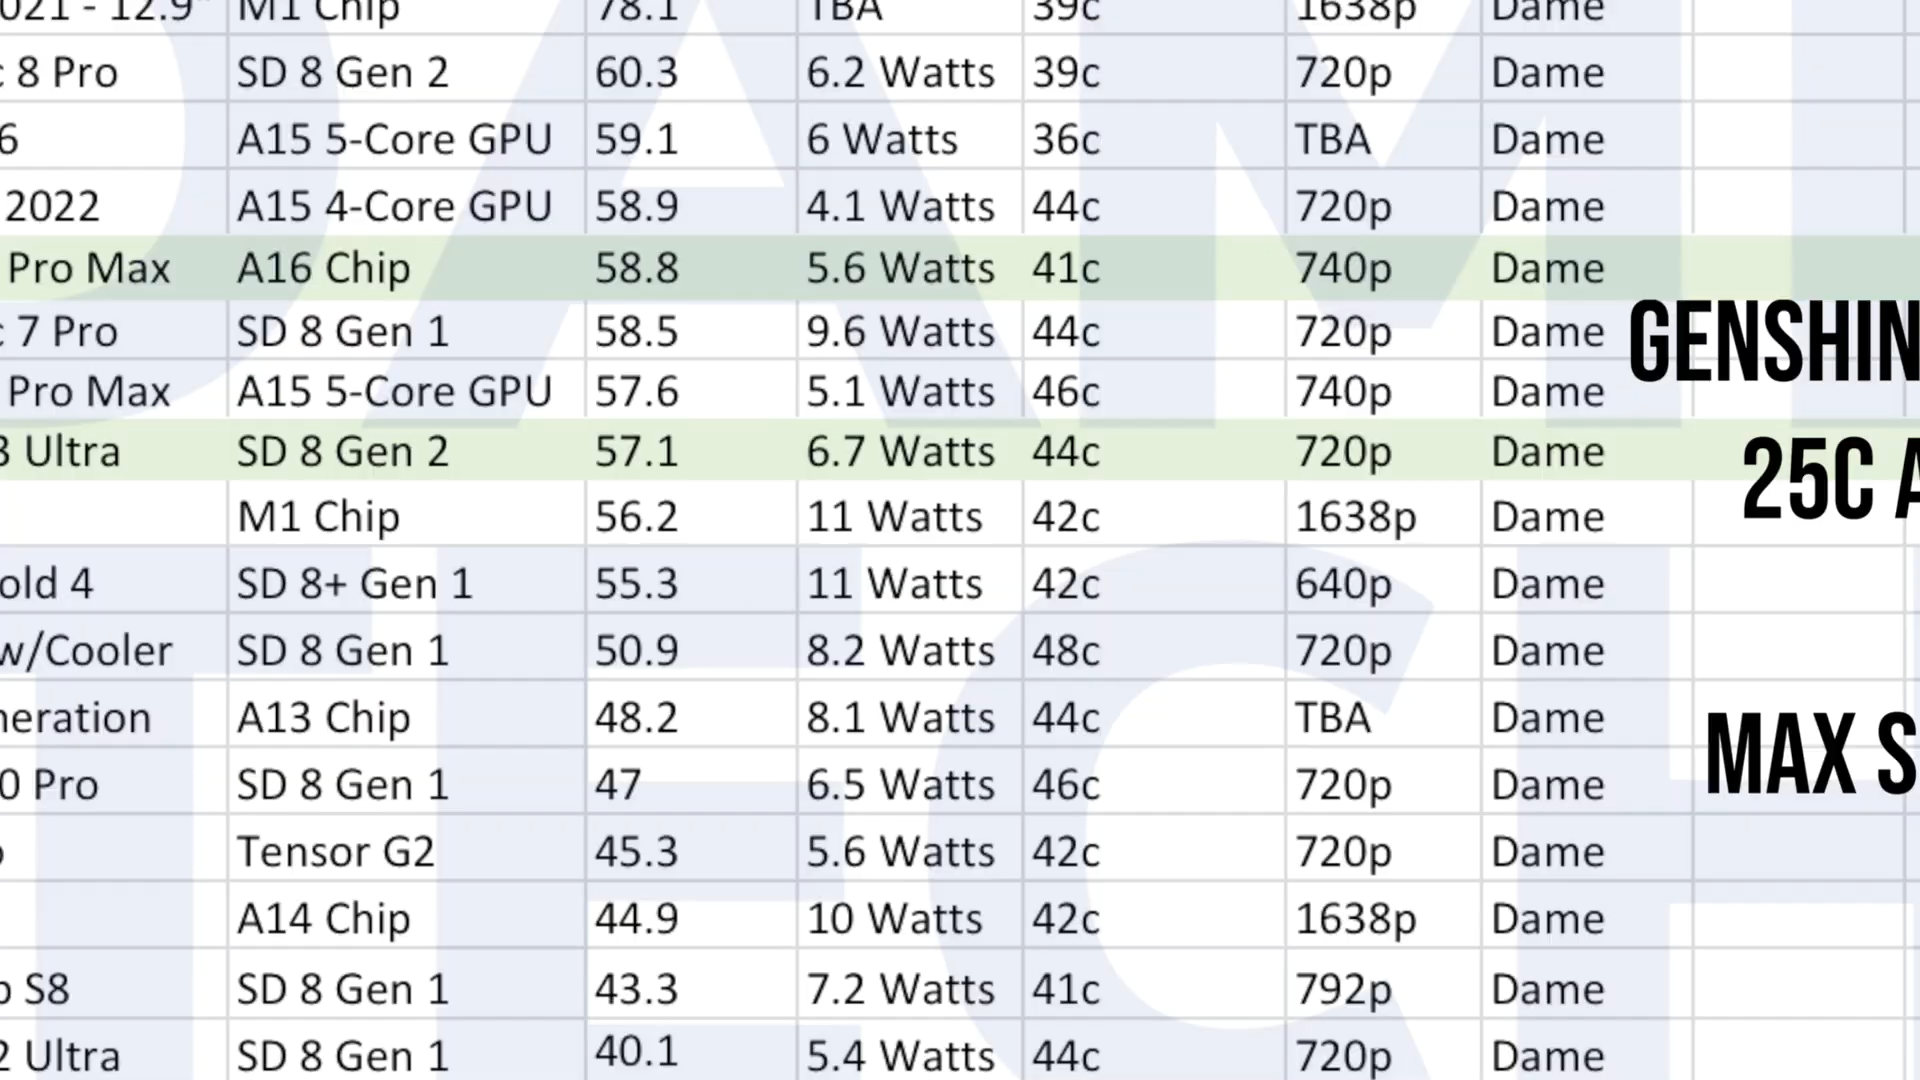 021 - 12.9" M1 Chip 78.1 TBA 39c 1638p Dame
c 8 Pro SD 8 Gen 2 60.3 6.2 Watts 39c 720p Dame
6 A15 5-Core GPU 59.1 6 Watts 36c TBA Dame
2022 A15 4-Core GPU 58.9 4.1 Watts 44c 720p Dame
Pro Max A16 Chip 58.8 5.6 Watts 41c 740p Dame
c 7 Pro SD 8 Gen 1 58.5 9.6 Watts 44c 720p Dame
GENSHIN
Pro Max A15 5-Core GPU 57.6 5.1 Watts 46c 740p Dame
3 Ultra SD 8 Gen 2 57.1 6.7 Watts 44c 720p Dame
25C A
M1 Chip 56.2 11 Watts 42c 1638p Dame
old 4 SD 8+ Gen 1 55.3 11 Watts 42c 640p Dame
w/Cooler SD 8 Gen 1 50.9 8.2 Watts 48c 720p Dame
neration A13 Chip 48.2 8.1 Watts 44c TBA Dame
MAX S
0 Pro SD 8 Gen 1 47 6.5 Watts 46c 720p Dame
o Tensor G2 45.3 5.6 Watts 42c 720p Dame
A14 Chip 44.9 10 Watts 42c 1638p Dame
b S8 SD 8 Gen 1 43.3 7.2 Watts 41c 792p Dame
2 Ultra SD 8 Gen 1 40.1 5.4 Watts 44c 720p Dame
DAME
TECH